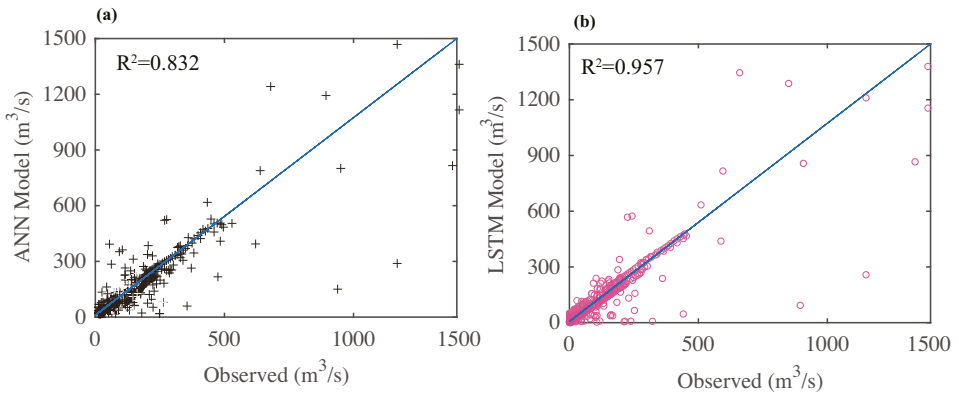 (a)
R²=0.832
ANN Model (m³/s)
1500
1200
900
600
300
0
0 500 1000 1500
Observed (m³/s)
(b)
R²=0.957
LSTM Model (m³/s)
1500
1200
900
600
300
0
0 500 1000 1500
Observed (m³/s)